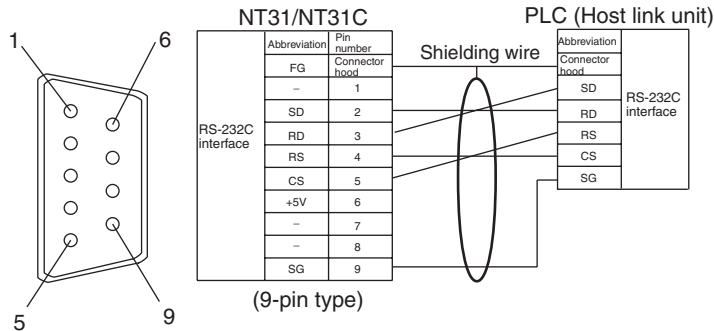 NT31/NT31C
PLC (Host link unit)
1
6
5
9
RS-232C
interface
Abbreviation Pin
number
FG Connector
hood
– 1
SD 2
RD 3
RS 4
CS 5
+5V 6
– 7
– 8
SG 9
(9-pin type)
Shielding wire
Abbreviation
Connector
hood
SD
RD
RS
CS
SG
RS-232C
interface